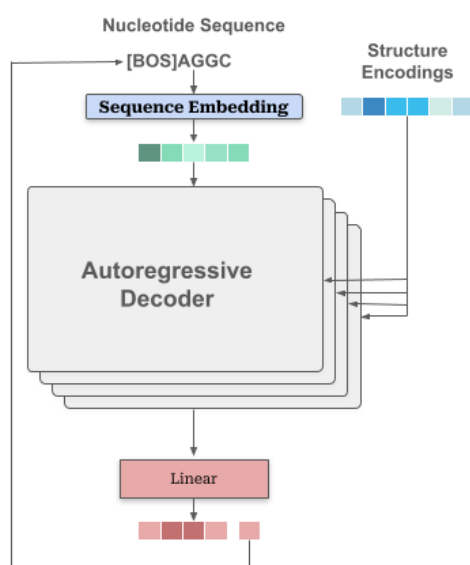 Nucleotide Sequence
[BOS]AGGC
Structure
Encodings
Sequence Embedding
Autoregressive
Decoder
Linear